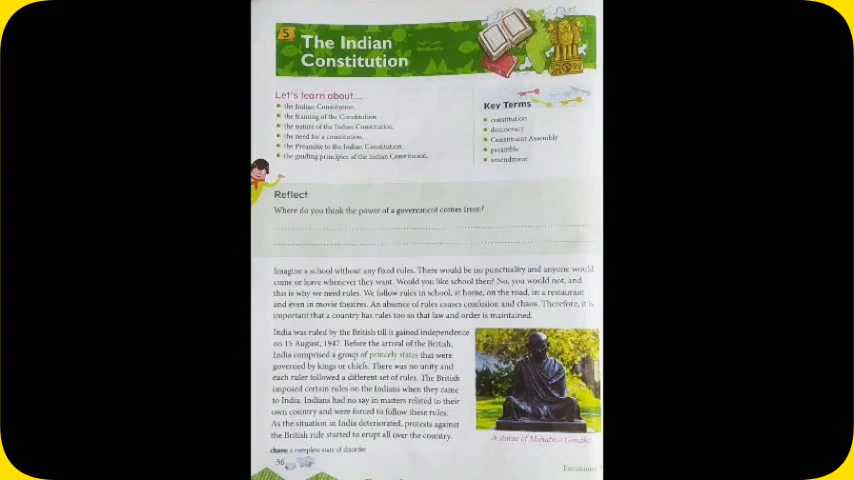 5
The Indian
Constitution
Let's learn about...
the Indian Constitution.
the framing of the Constitution.
the nature of the Indian Constitution.
the need for a constitution.
the Preamble to the Indian Constitution.
the guiding principles of the Indian Constitution.
Key Terms
constitution
democracy
Constituent Assembly
preamble
amendment
Reflect
Where do you think the power of a government comes from?
Imagine a school without any fixed rules. There would be no punctuality and anyone would
come or leave whenever they want. Would you like school then? No, you would not, and
this is why we need rules. We follow rules in school, at home, on the road, in a restaurant
and even in movie theatres. An absence of rules causes confusion and chaos. Therefore, it is
important that a country has rules too so that law and order is maintained.
India was ruled by the British till it gained independence
on 15 August, 1947. Before the arrival of the British,
India comprised a group of princely states that were
governed by kings or chiefs. There was no unity and
each ruler followed a different set of rules. The British
imposed certain rules on the Indians when they came
to India. Indians had no say in matters related to their
own country and were forced to follow these rules.
As the situation in India deteriorated, protests against
the British rule started to erupt all over the country.
A statue of Mahatma Gandhi
chaos: a complete state of disorder
36